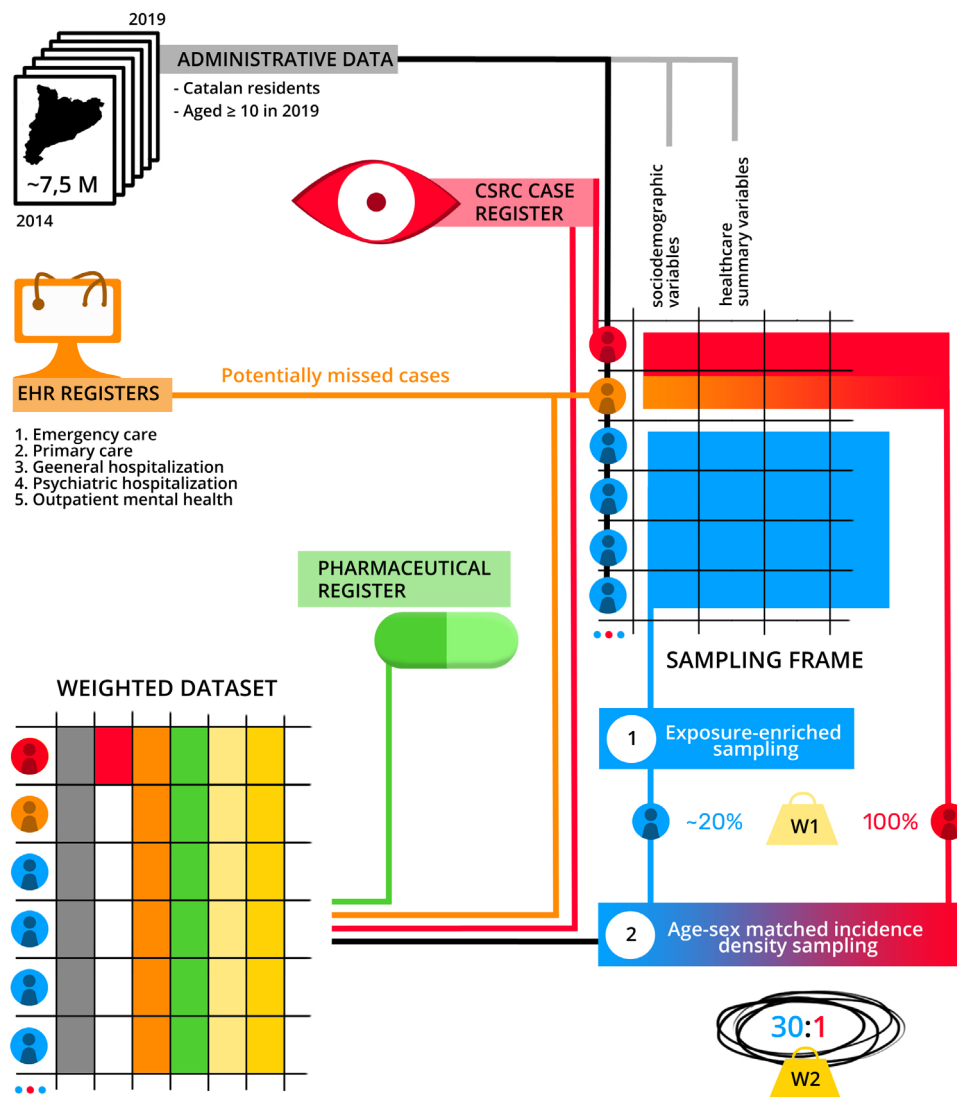 2019
ADMINISTRATIVE DATA
- Catalan residents
- Aged ≥ 10 in 2019
~7,5 M
2014
CSRC CASE
REGISTER
sociodemographic
variables
healthcare
summary variables
Potentially missed cases
EHR REGISTERS
1. Emergency care
2. Primary care
3. Geeneral hospitalization
4. Psychiatric hospitalization
5. Outpatient mental health
PHARMACEUTICAL
REGISTER
SAMPLING FRAME
WEIGHTED DATASET
1
Exposure-enriched
sampling
~20%
W1
100%
2
Age-sex matched incidence
density sampling
30:1
W2